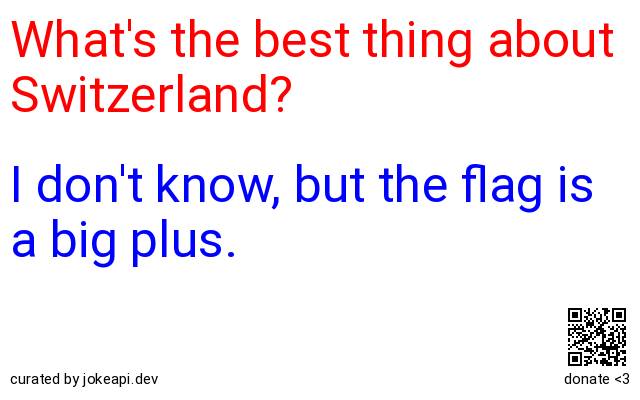 What's the best thing about
Switzerland?
I don't know, but the flag is
a big plus.
curated by jokeapi.dev
donate <3